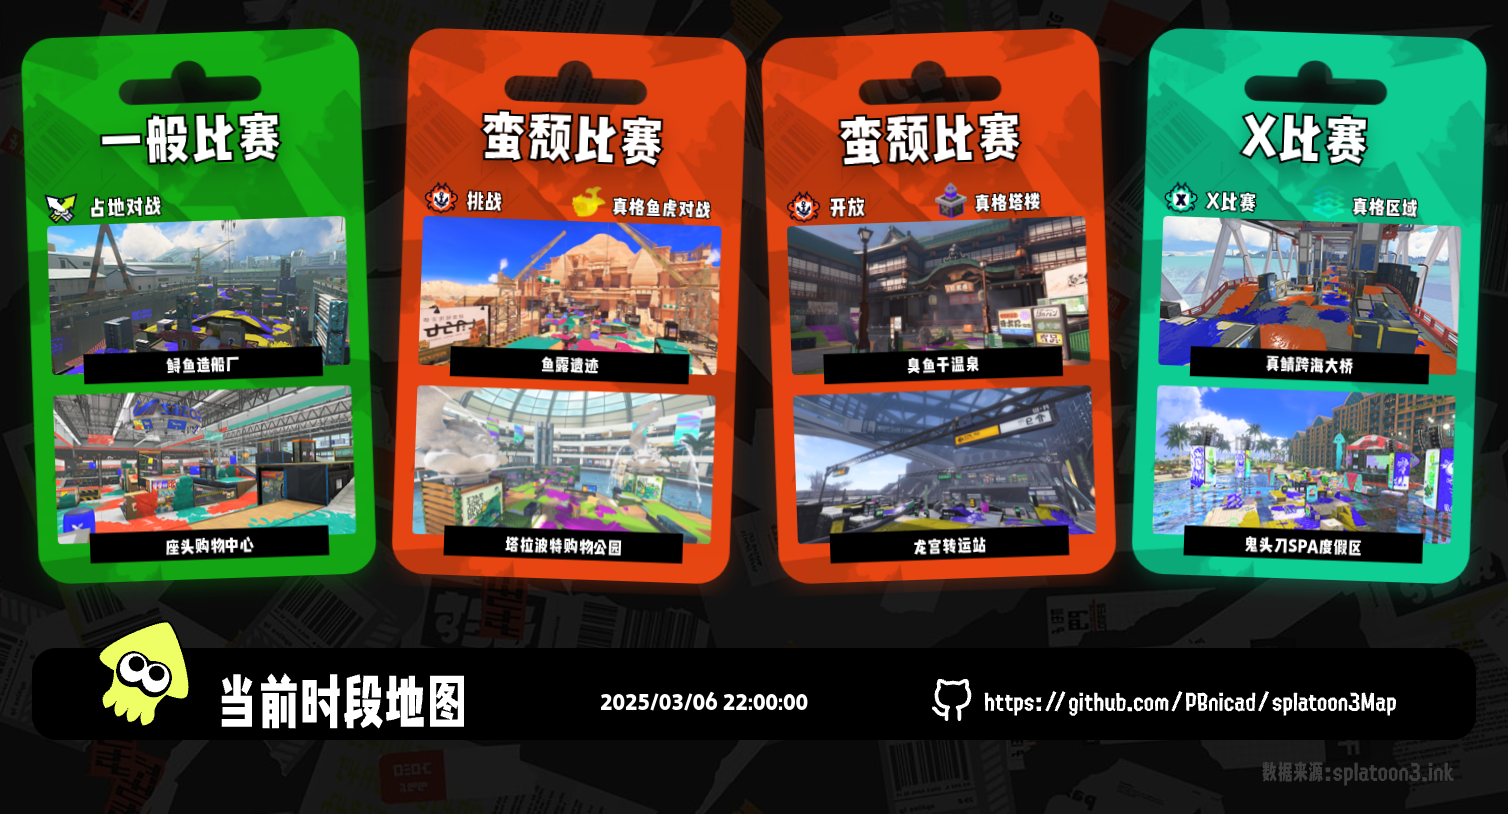 一般比赛
占地对战
鲟鱼造船厂
座头购物中心
蛮颓比赛
挑战
真格鱼虎对战
鱼露遗迹
塔拉波特购物公园
蛮颓比赛
开放
真格塔楼
臭鱼干温泉
龙宫转运站
X比赛
X比赛
真格区域
真鲭跨海大桥
鬼头刀SPA度假区
当前时段地图
2025/03/06 22:00:00
https://github.com/PBnicad/splatoon3Map
数据来源:splatoon3.ink